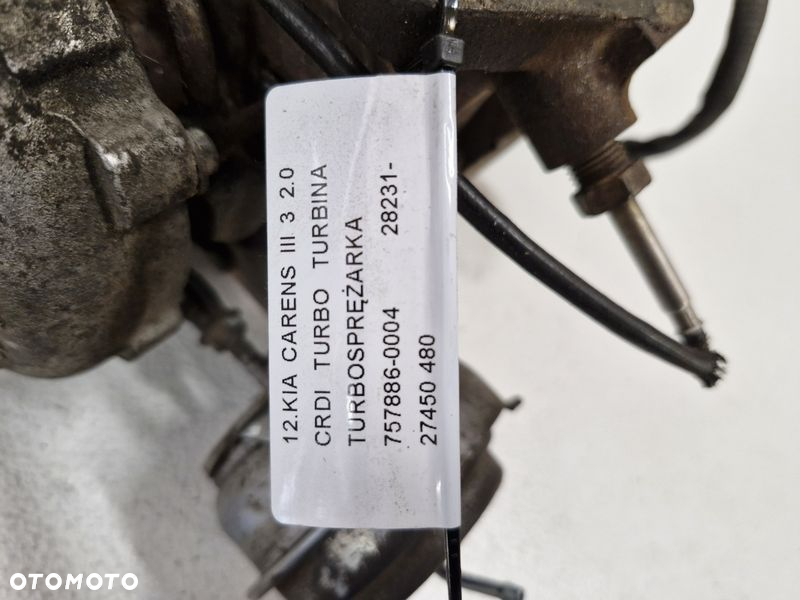 12.KIA CARENS III 3 2.0
CRDI TURBO TURBINA
TURBOSPRĘŻARKA
757886-0004 28231-
27450 480
OTOMOTO